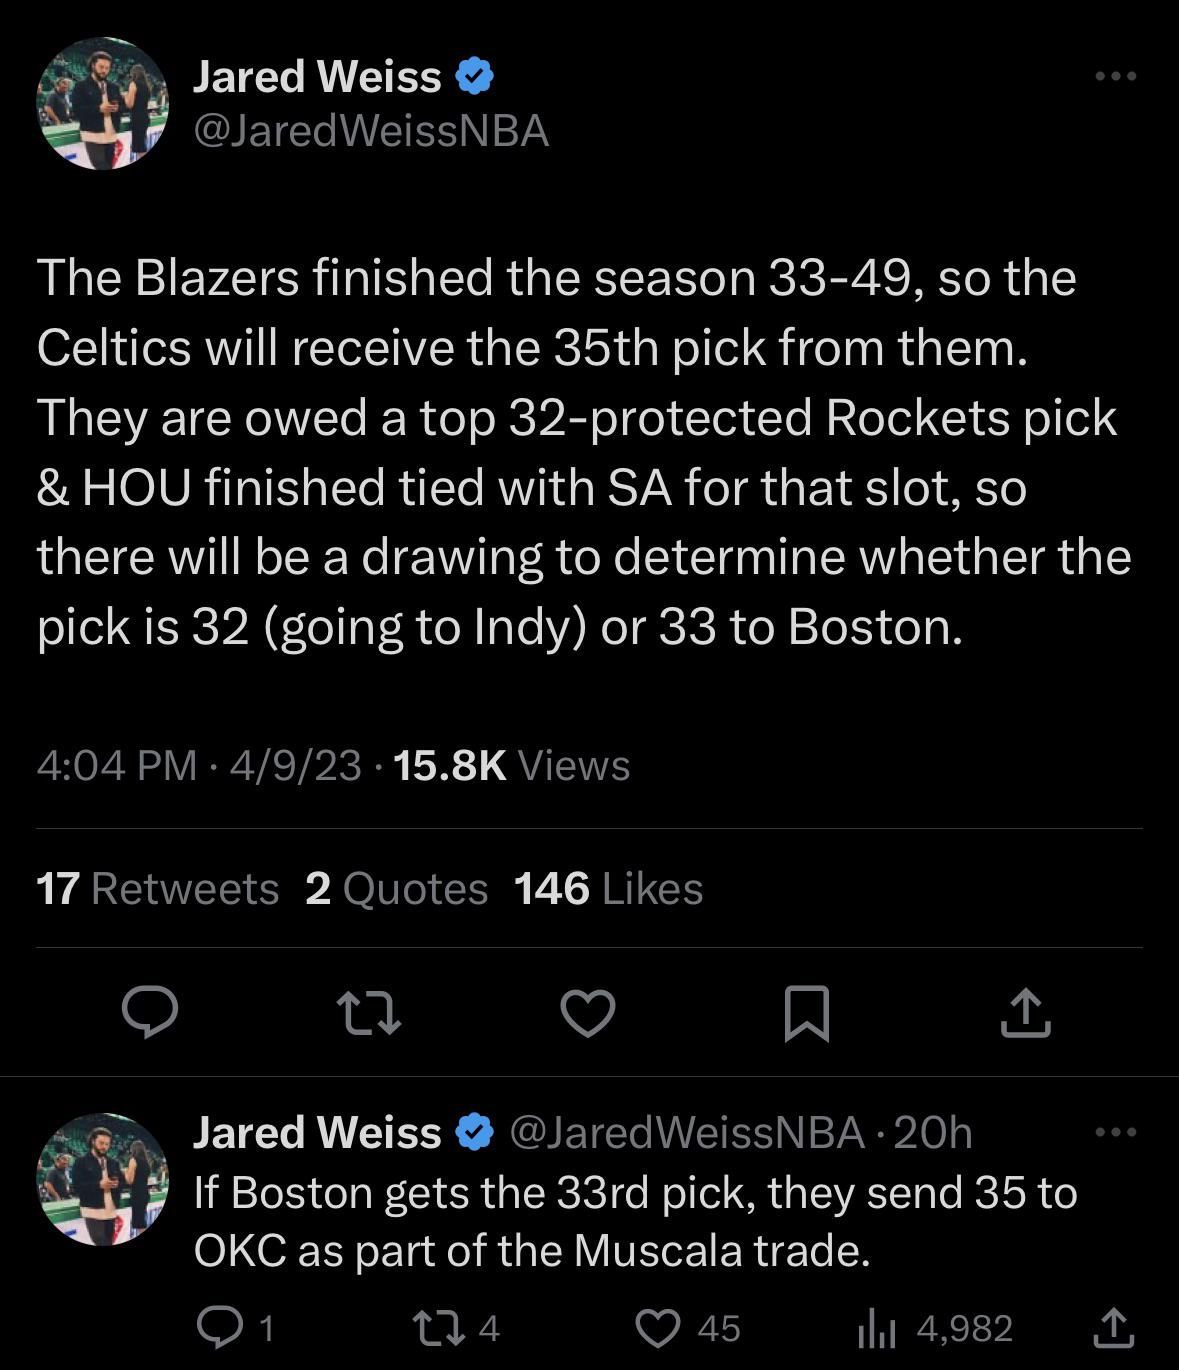 Jared Weiss
@JaredWeissNBA
The Blazers finished the season 33-49, so the
Celtics will receive the 35th pick from them.
They are owed a top 32-protected Rockets pick
& HOU finished tied with SA for that slot, so
there will be a drawing to determine whether the
pick is 32 (going to Indy) or 33 to Boston.
4:04 PM · 4/9/23 · 15.8K Views
17 Retweets 2 Quotes 146 Likes
Jared Weiss @JaredWeissNBA · 20h
If Boston gets the 33rd pick, they send 35 to
OKC as part of the Muscala trade.
1 4 45 4,982